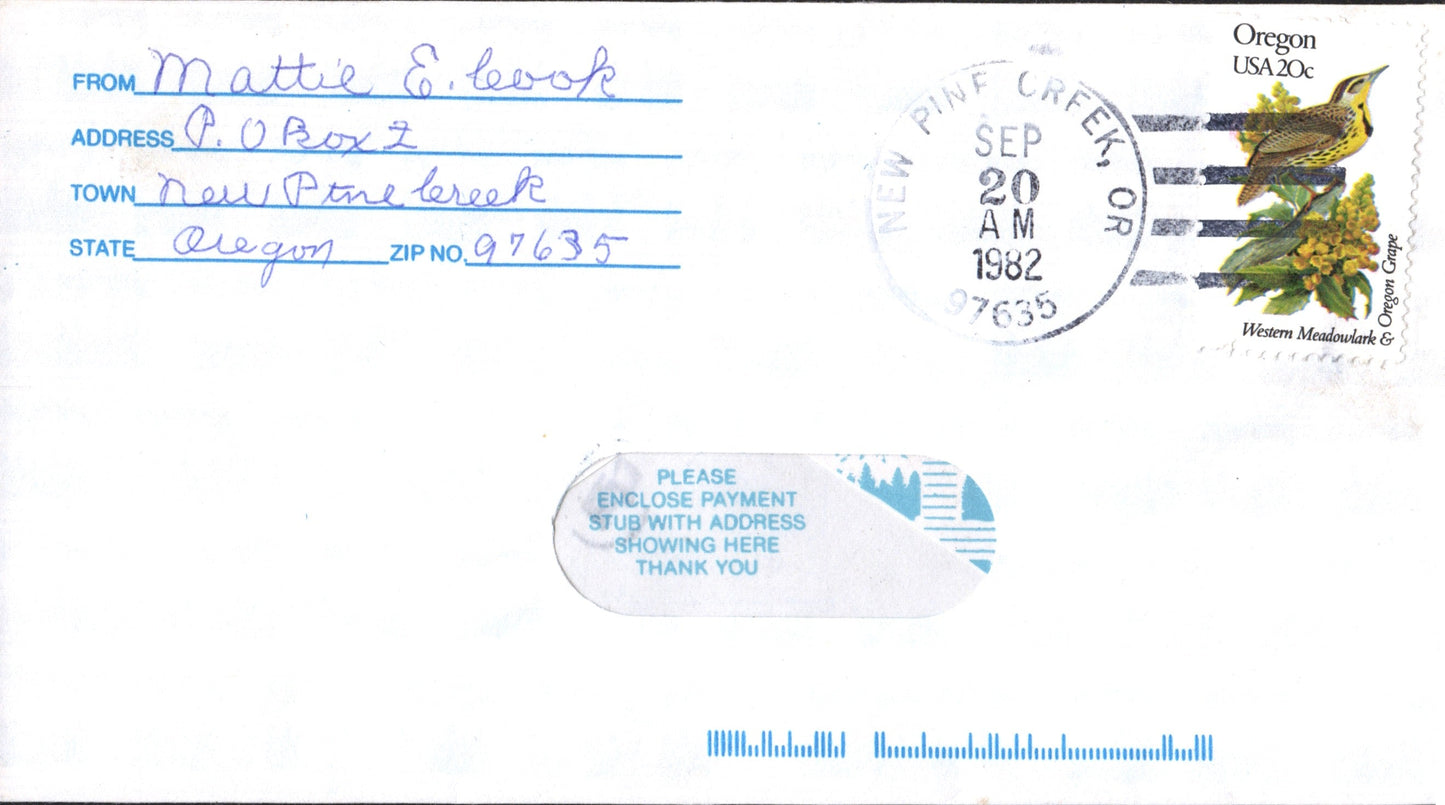 FROM Mattie E. Cook
ADDRESS P. O Box 2
TOWN New Pine Creek
STATE Oregon ZIP NO. 97635
NEW PINE CREEK, OR
SEP
20
AM
1982
97635
Oregon
USA 20c
Western Meadowlark & Oregon Grape
PLEASE
ENCLOSE PAYMENT
STUB WITH ADDRESS
SHOWING HERE
THANK YOU